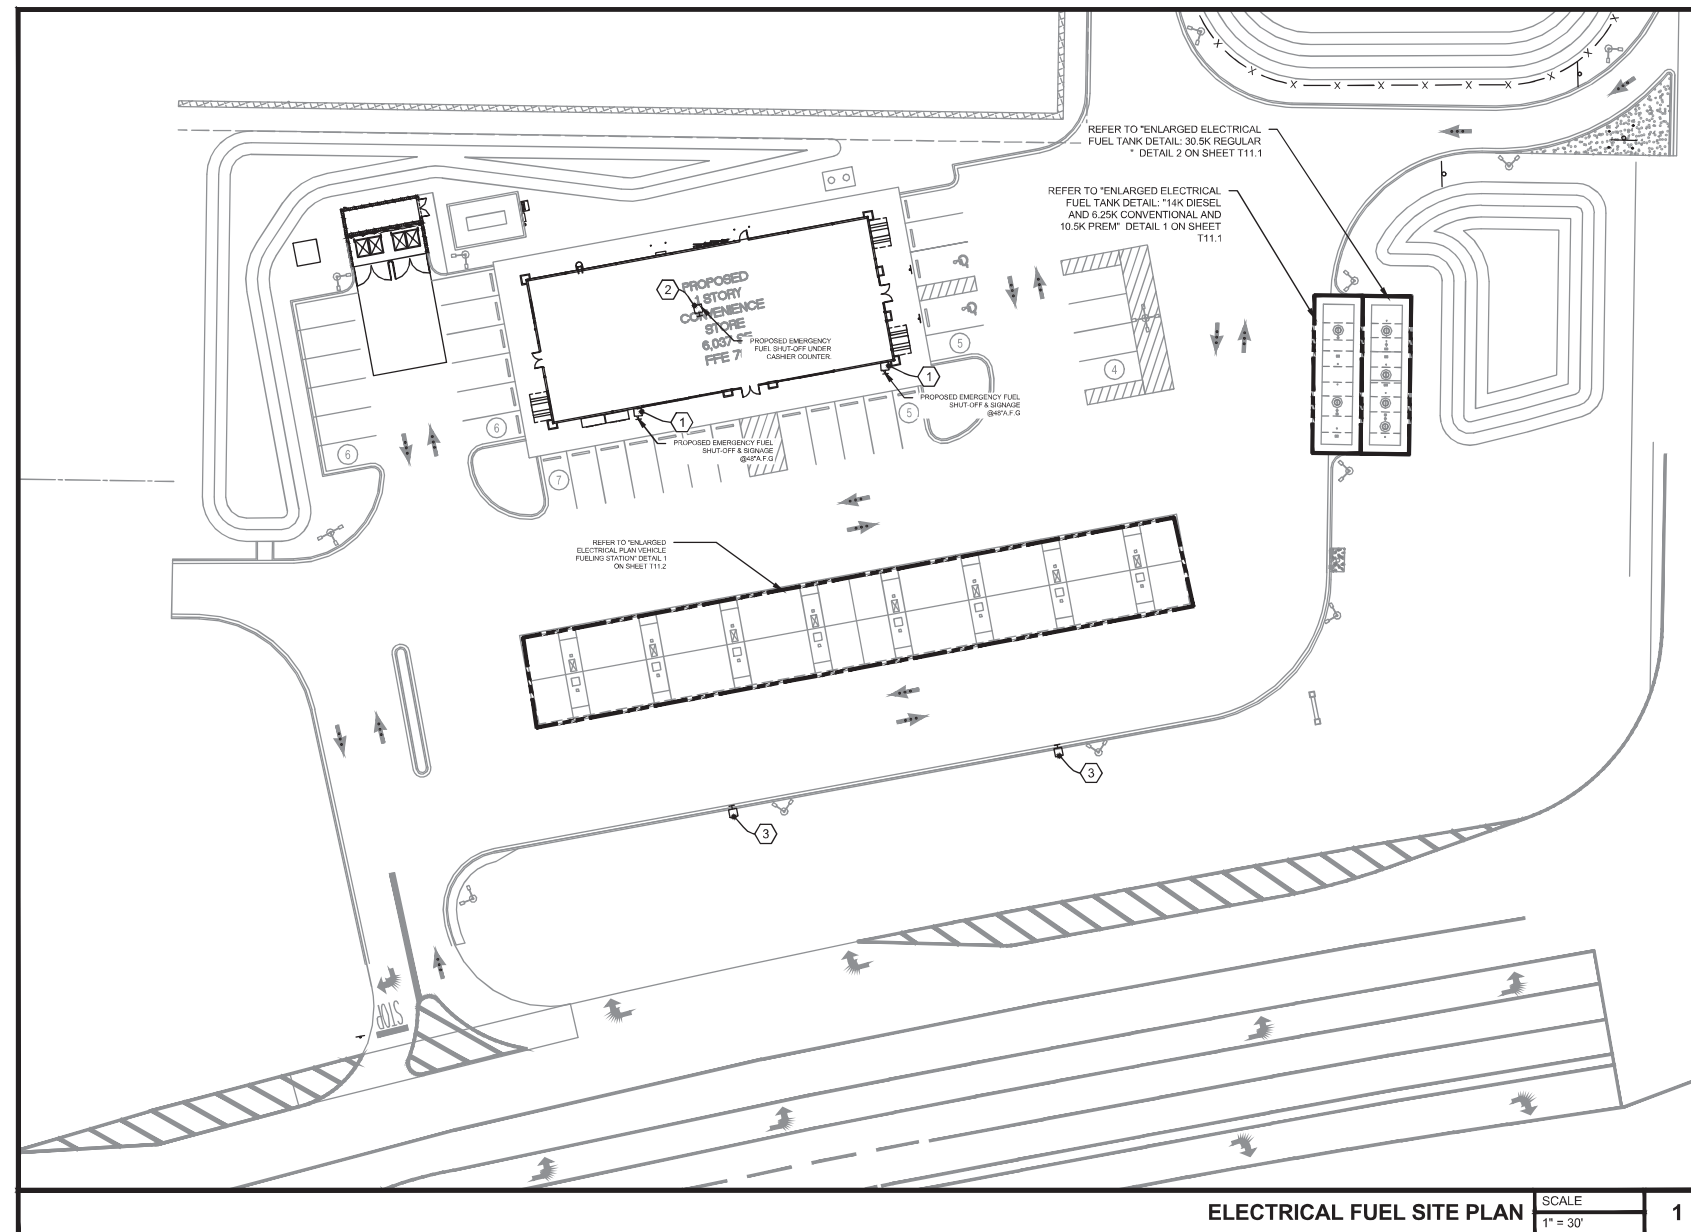 REFER TO "ENLARGED ELECTRICAL
FUEL TANK DETAIL: 30.5K REGULAR
" DETAIL 2 ON SHEET T11.1
REFER TO "ENLARGED ELECTRICAL
FUEL TANK DETAIL: "14K DIESEL
AND 6.25K CONVENTIONAL AND
10.5K PREM" DETAIL 1 ON SHEET
T11.1
2
PROPOSED
1 STORY
CONVENIENCE
STORE
6,037 SF
FFE
PROPOSED EMERGENCY
FUEL SHUT-OFF UNDER
CASHIER COUNTER.
5
4
1
PROPOSED EMERGENCY FUEL
SHUT-OFF & SIGNAGE
@48"A.F.G
5
1
PROPOSED EMERGENCY FUEL
SHUT-OFF & SIGNAGE
@48"A.F.G
6
6
7
REFER TO "ENLARGED
ELECTRICAL PLAN VEHICLE
FUELING STATION" DETAIL 1
ON SHEET T11.2
3
3
STOP
ELECTRICAL FUEL SITE PLAN
SCALE
1" = 30'
1